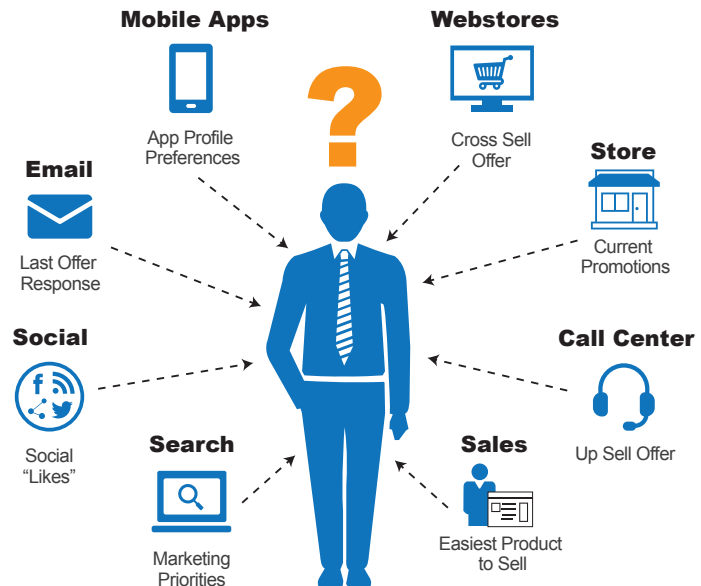 Mobile Apps
App Profile
Preferences
Webstores
Cross Sell
Offer
Email
Last Offer
Response
Store
Current
Promotions
Social
f
Social
“Likes”
Call Center
Up Sell Offer
Search
Marketing
Priorities
Sales
Easiest Product
to Sell
?